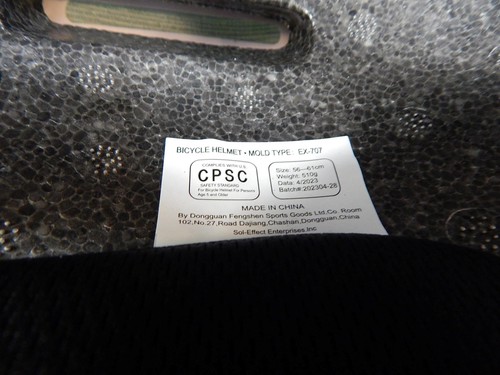 BICYCLE HELMET • MOLD TYPE: EX-707
COMPLIES WITH U.S.
CPSC
SAFETY STANDARD
For Bicycle Helmet For Persons
Age 5 and Older
Size: 56—61cm
Weight: 510g
Data: 4/2023
Batch#: 202304-28
MADE IN CHINA
By Dongguan Fengshen Sports Goods Ltd,Co. Room
102,No.27,Road Dajiang,Chashan,Dongguan,China
Sol-Effect Enterprises,Inc